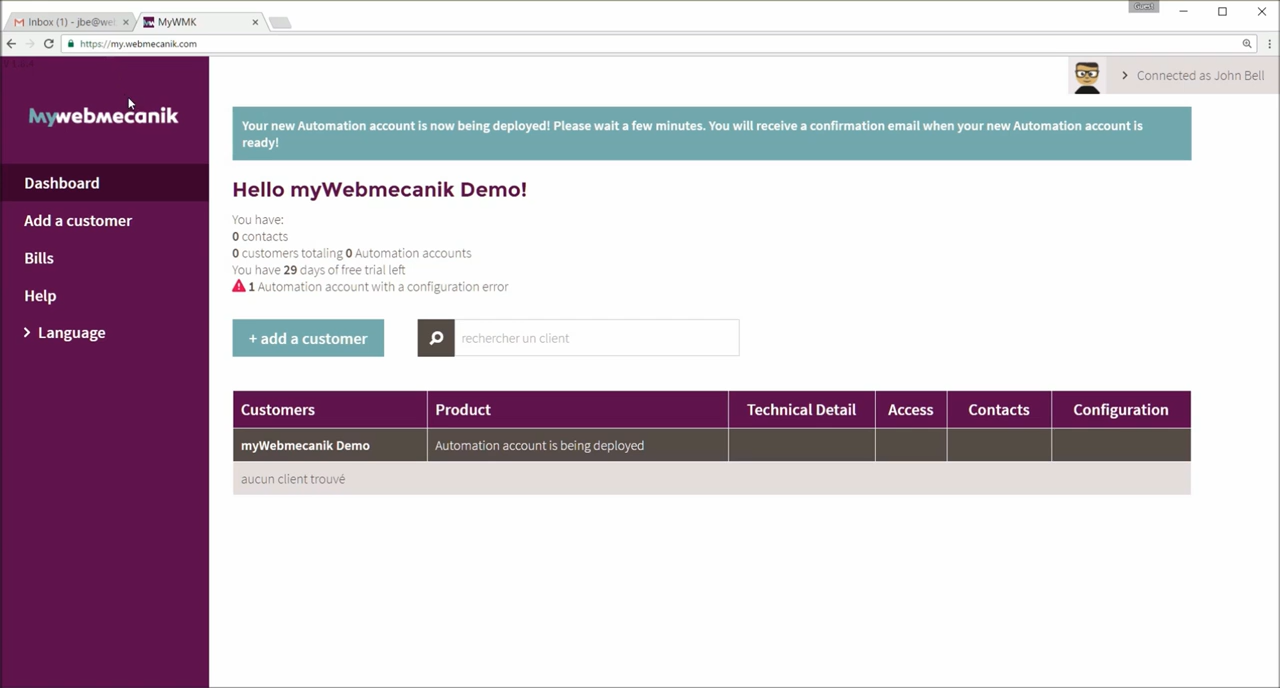 Guest
Inbox (1) - jbe@we
MyWMK
https://my.webmecanik.com
Mywebmecanik
Connected as John Bell
Dashboard
Add a customer
Bills
Help
Language
Your new Automation account is now being deployed! Please wait a few minutes. You will receive a confirmation email when your new Automation account is
ready!
Hello myWebmecanik Demo!
You have:
0 contacts
0 customers totaling 0 Automation accounts
You have 29 days of free trial left
1 Automation account with a configuration error
+ add a customer
rechercher un client
Customers Product Technical Detail Access Contacts Configuration
myWebmecanik Demo Automation account is being deployed
aucun client trouvé